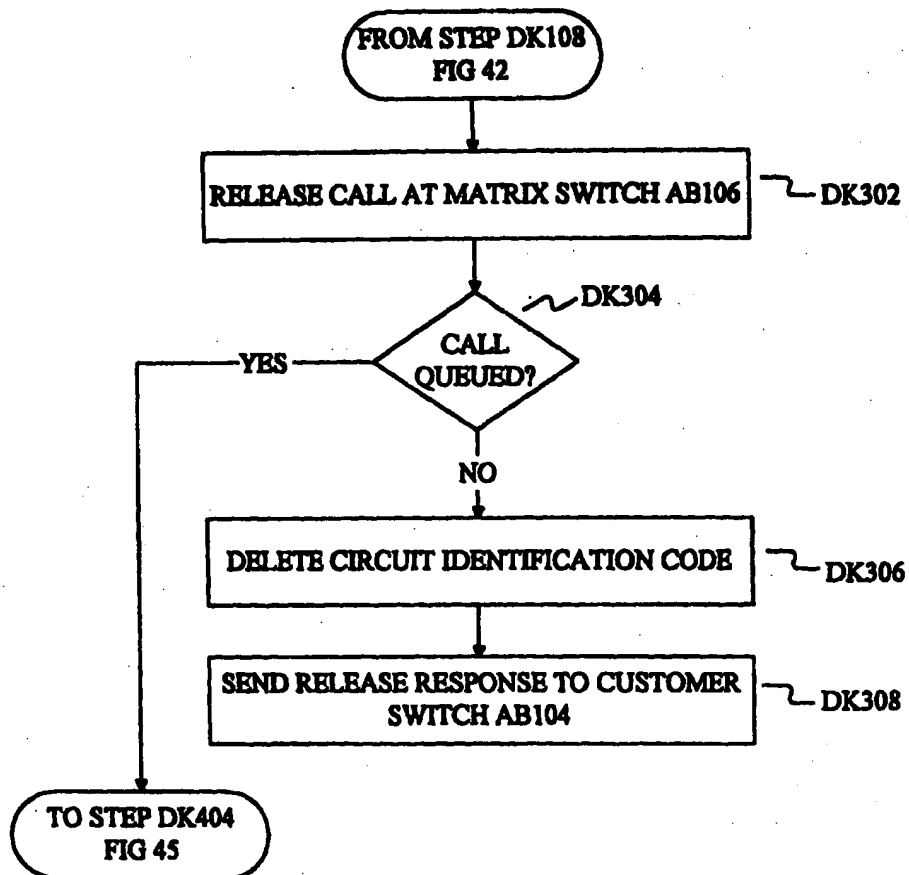 FROM STEP DK108
FIG 42
RELEASE CALL AT MATRIX SWITCH AB106
DK302
DK304
CALL
QUEUED?
YES
NO
DELETE CIRCUIT IDENTIFICATION CODE
DK306
SEND RELEASE RESPONSE TO CUSTOMER
SWITCH AB104
DK308
TO STEP DK404
FIG 45